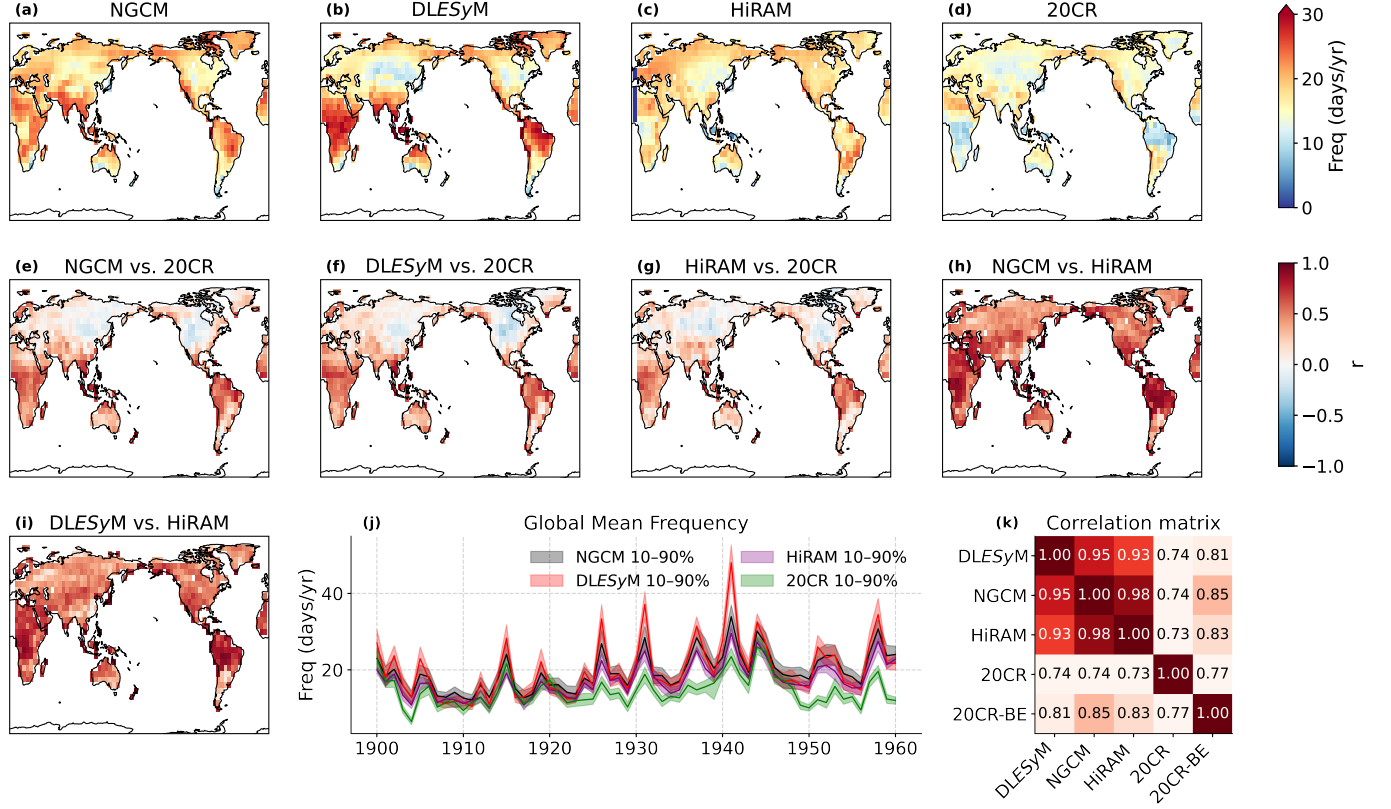 (a) NGCM
(b) DLESyM
(c) HiRAM
(d) 20CR
30
20
10
0
Freq (days/yr)
(e) NGCM vs. 20CR
(f) DLESyM vs. 20CR
(g) HiRAM vs. 20CR
(h) NGCM vs. HiRAM
1.0
0.5
0.0
−0.5
−1.0
r
(i) DLESyM vs. HiRAM
(j) Global Mean Frequency
NGCM 10–90%
DLESyM 10–90%
HiRAM 10–90%
20CR 10–90%
Freq (days/yr)
40
20
1900 1910 1920 1930 1940 1950 1960
(k) Correlation matrix
DLESyM 1.00 0.95 0.93 0.74 0.81
NGCM 0.95 1.00 0.98 0.74 0.85
HiRAM 0.93 0.98 1.00 0.73 0.83
20CR 0.74 0.74 0.73 1.00 0.77
20CR-BE 0.81 0.85 0.83 0.77 1.00
DLESyM NGCM HiRAM 20CR 20CR-BE